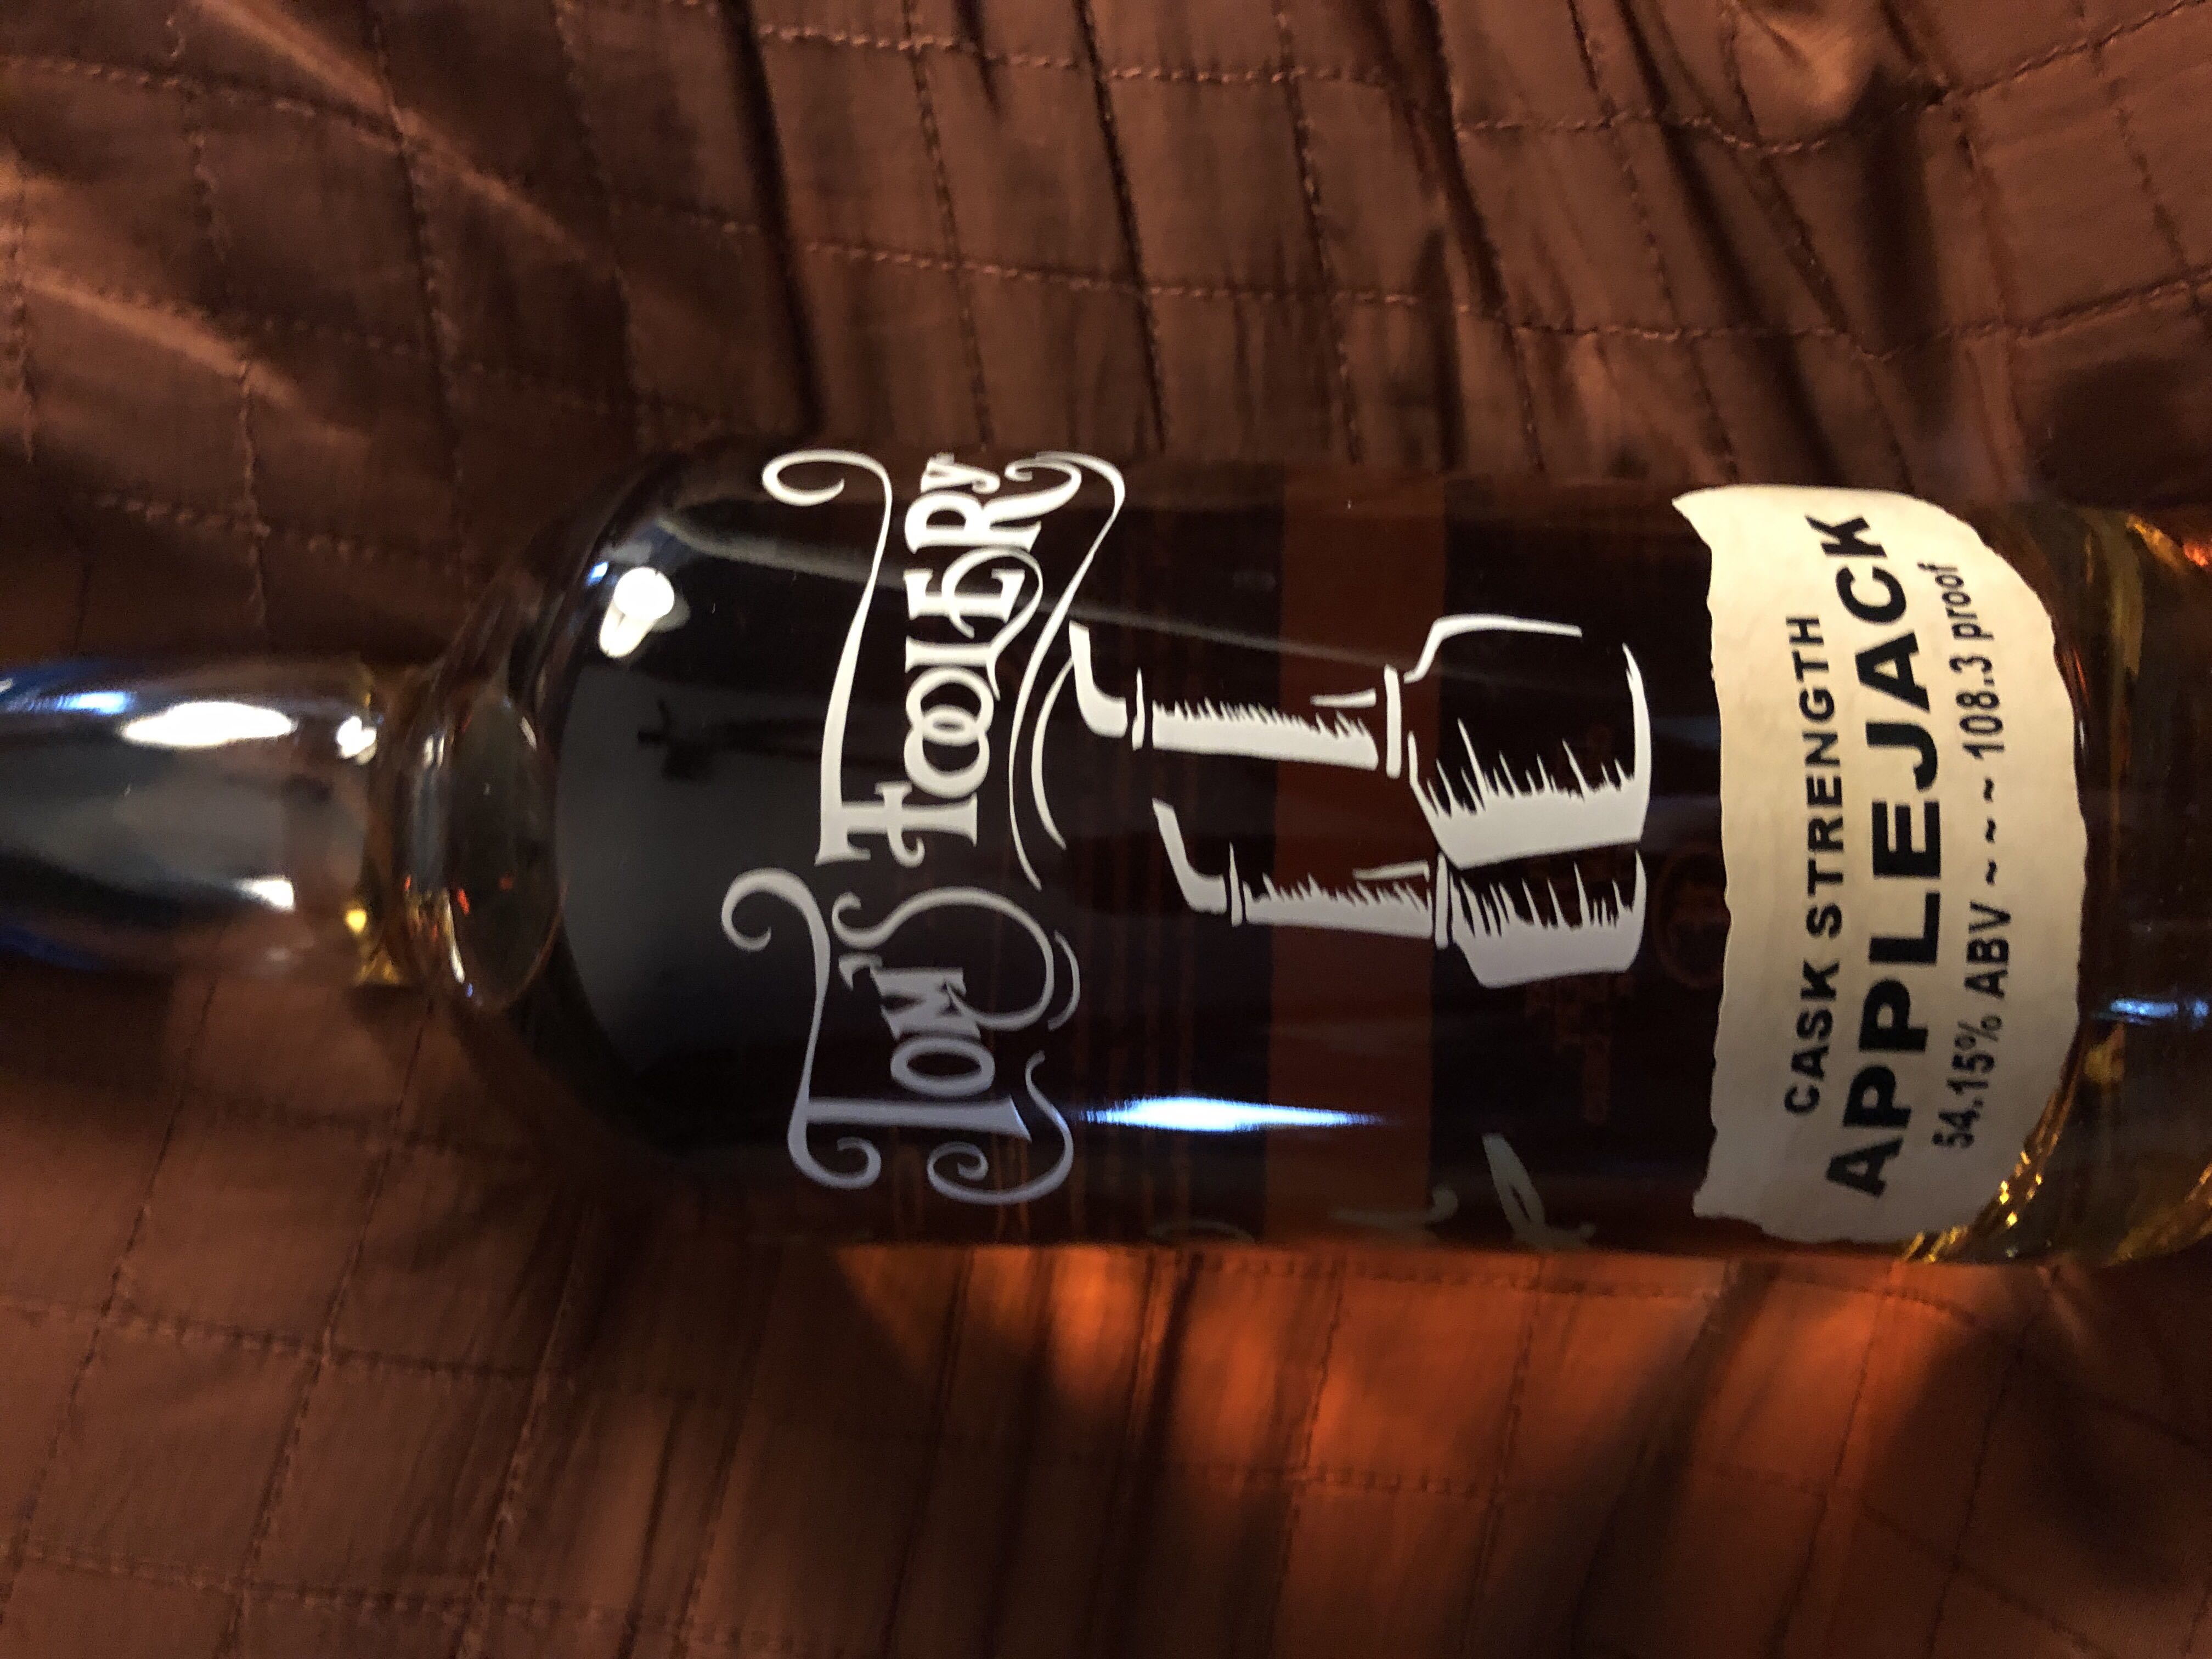 TOM'S FOOLERY
CASK STRENGTH
APPLEJACK
54.15% ABV ~ ~ ~ 108.3 proof